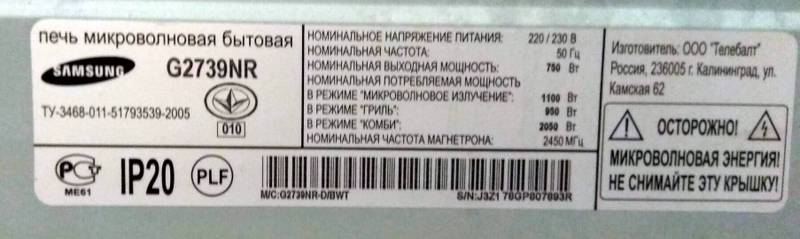 печь микроволновая бытовая
SAMSUNG G2739NR
ТУ-3468-011-51793539-2005
010
РС
МЕ61
IP20
PLF
НОМИНАЛЬНОЕ НАПРЯЖЕНИЕ ПИТАНИЯ: 220 / 230 В
НОМИНАЛЬНАЯ ЧАСТОТА: 50 Гц
НОМИНАЛЬНАЯ ВЫХОДНАЯ МОЩНОСТЬ: 750 Вт
НОМИНАЛЬНАЯ ПОТРЕБЛЯЕМАЯ МОЩНОСТЬ
В РЕЖИМЕ "МИКРОВОЛНОВОЕ ИЗЛУЧЕНИЕ": 1100 Вт
В РЕЖИМЕ "ГРИЛЬ": 950 Вт
В РЕЖИМЕ "КОМБИ": 2050 Вт
НОМИНАЛЬНАЯ ЧАСТОТА МАГНЕТРОНА: 2450 МГц
M/C:G2739NR-D/BWT S/N:J3Z178GP807893R
Изготовитель: ООО "Телебалт"
Россия, 236005 г. Калининград, ул.
Камская 62
ОСТОРОЖНО!
МИКРОВОЛНОВАЯ ЭНЕРГИЯ!
НЕ СНИМАЙТЕ ЭТУ КРЫШКУ!